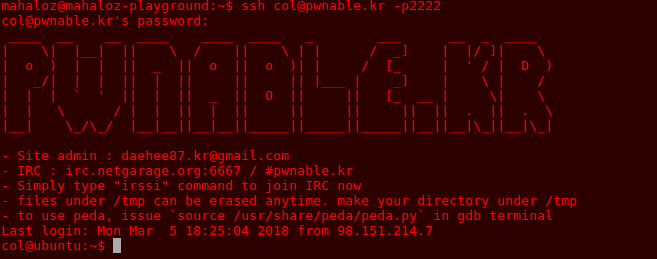 mahaloz@mahaloz-playground:~$ ssh col@pwnable.kr -p2222
col@pwnable.kr's password:
PWNABLE.KR
- Site admin : daehee87.kr@gmail.com
- IRC : irc.netgarage.org:6667 / #pwnable.kr
- Simply type "irssi" command to join IRC now
- files under /tmp can be erased anytime. make your directory under /tmp
- to use peda, issue `source /usr/share/peda/peda.py` in gdb terminal
Last login: Mon Mar  5 18:25:04 2018 from 98.151.214.7
col@ubuntu:~$